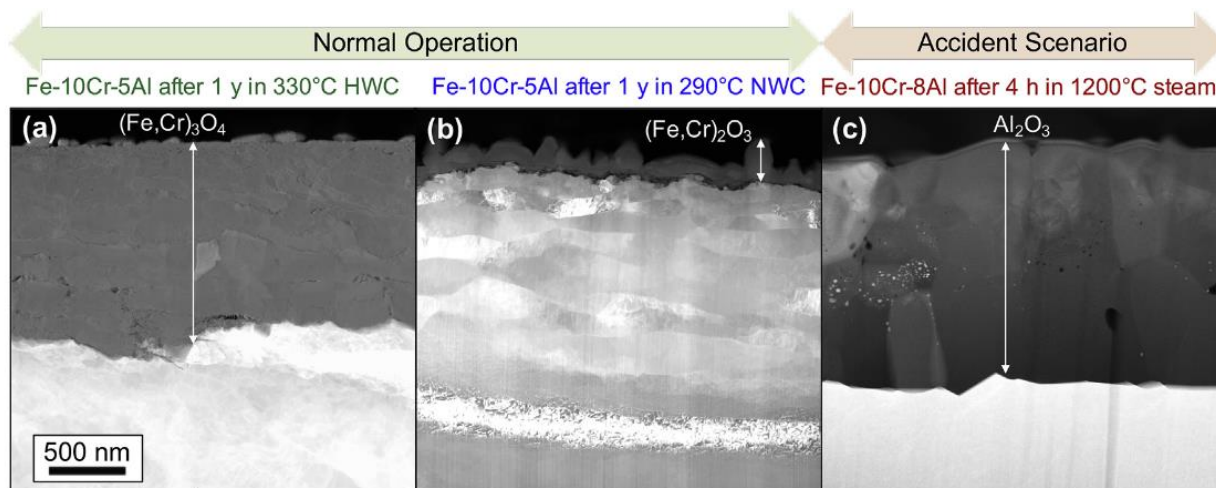 Normal Operation
Accident Scenario
Fe-10Cr-5Al after 1 y in 330°C HWC
Fe-10Cr-5Al after 1 y in 290°C NWC
Fe-10Cr-8Al after 4 h in 1200°C steam
(a)
(Fe,Cr)₃O₄
(b)
(Fe,Cr)₂O₃
(c)
Al₂O₃
500 nm